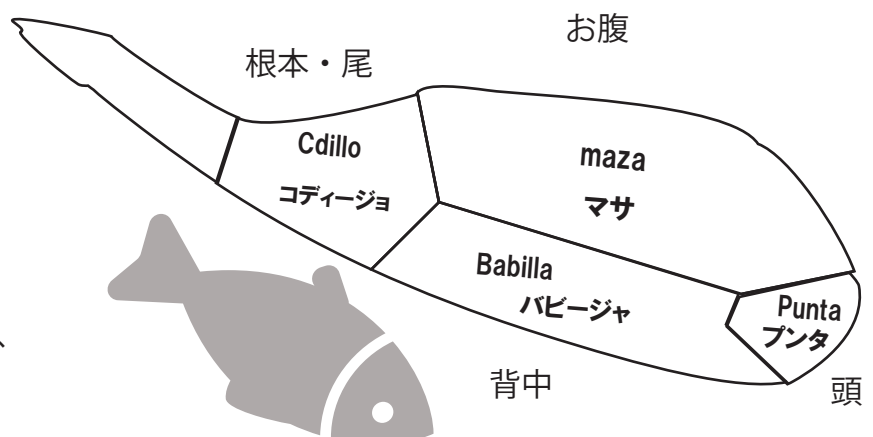 お腹
根本・尾
Cdillo
コディージョ
maza
マサ
Babilla
バビージャ
Punta
プンタ
背中
頭